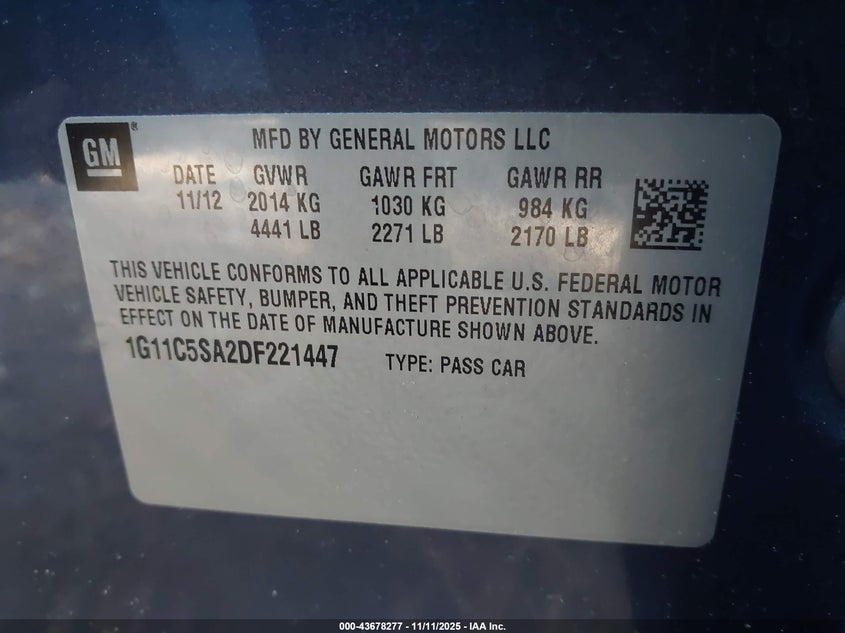 GM ®
MFD BY GENERAL MOTORS LLC
DATE GVWR GAWR FRT GAWR RR
11/12 2014 KG 1030 KG 984 KG
4441 LB 2271 LB 2170 LB
THIS VEHICLE CONFORMS TO ALL APPLICABLE U.S. FEDERAL MOTOR
VEHICLE SAFETY, BUMPER, AND THEFT PREVENTION STANDARDS IN
EFFECT ON THE DATE OF MANUFACTURE SHOWN ABOVE.
1G11C5SA2DF221447 TYPE: PASS CAR
000-43678277 - 11/11/2025 - IAA Inc.